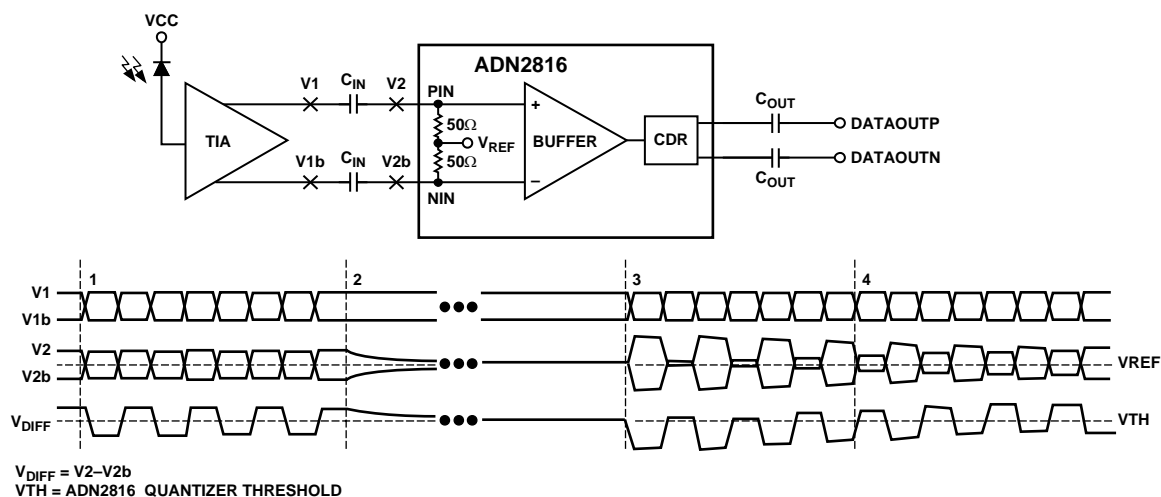 VCC
ADN2816
V1 C_IN V2 PIN
TIA
50Ω
V_REF
50Ω
BUFFER
CDR
C_OUT
DATAOUTP
DATAOUTN
C_OUT
V1b C_IN V2b NIN
+
–
1 2 3 4
V1
V1b
V2
V2b
VREF
V_DIFF
VTH
V_DIFF = V2–V2b
VTH = ADN2816 QUANTIZER THRESHOLD